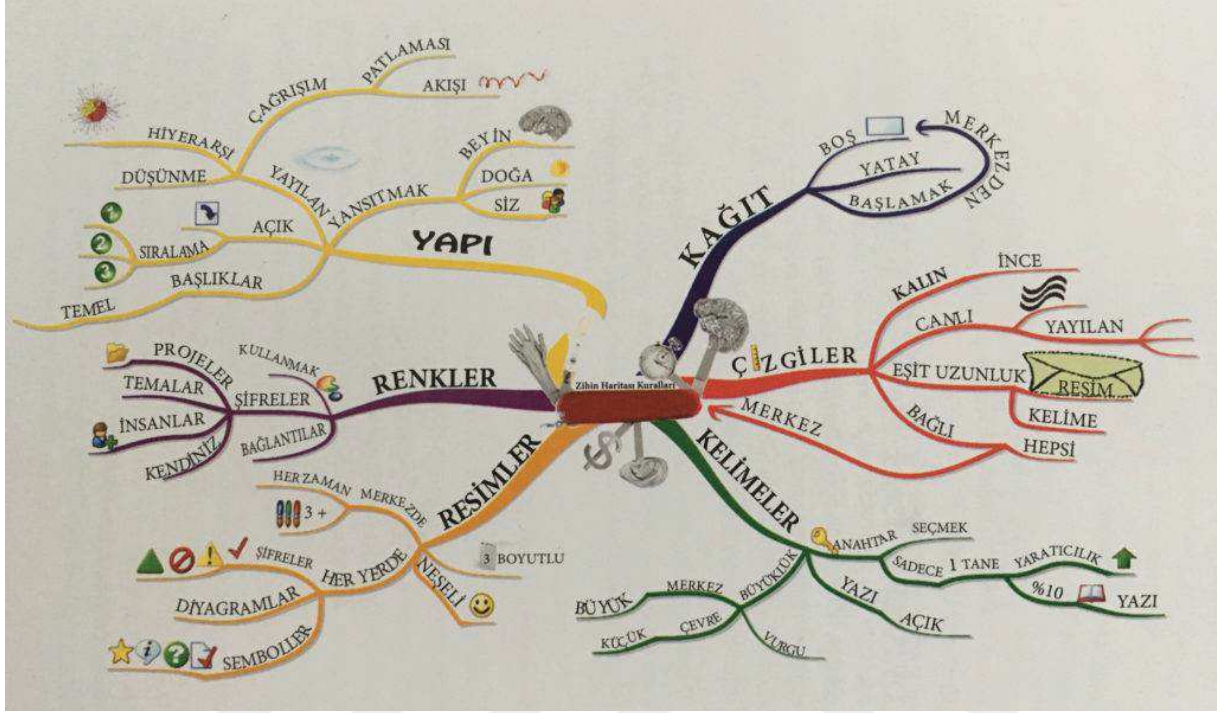 Zihin Haritası Kuralları
KAĞIT
BOŞ
MERKEZDEN
YATAY
BAŞLAMAK
ÇİZGİLER
KALIN
İNCE
CANLI
YAYILAN
EŞİT UZUNLUK
RESİM
KELİME
BAĞLI
HEPSİ
MERKEZ
KELİMELER
ANAHTAR
SEÇMEK
SADECE
1 TANE
YARATICILIK
%10
YAZI
YAZI
AÇIK
BÜYÜKLÜK
MERKEZ
BÜYÜK
ÇEVRE
KÜÇÜK
VURGU
RESİMLER
MERKEZDE
HER ZAMAN
3 +
3 BOYUTLU
NEŞELİ
HER YERDE
ŞİFRELER
DİYAGRAMLAR
SEMBOLLER
RENKLER
KULLANMAK
ŞİFRELER
PROJELER
TEMALAR
İNSANLAR
KENDİNİZ
BAĞLANTILAR
YAPI
YAYILAN
ÇAĞRIŞIM
PATLAMASI
AKIŞI
HİYERARŞİ
DÜŞÜNME
YANSITMAK
BEYİN
DOĞA
SİZ
AÇIK
SIRALAMA
1
2
3
BAŞLIKLAR
TEMEL